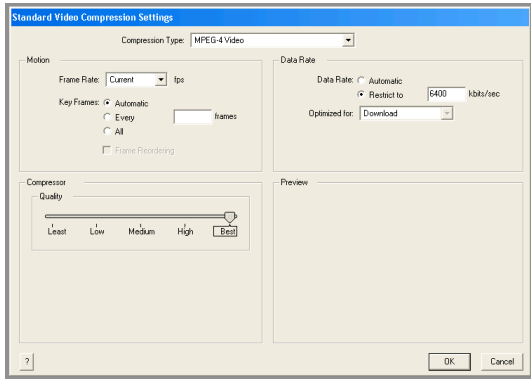 Standard Video Compression Settings
Compression Type: MPEG-4 Video
Motion
Frame Rate: Current fps
Key Frames: Automatic
Every frames
All
Frame Reordering
Data Rate
Data Rate: Automatic
Restrict to 6400 kbits/sec
Optimized for: Download
Compressor
Quality
Least Low Medium High Best
Preview
? OK Cancel